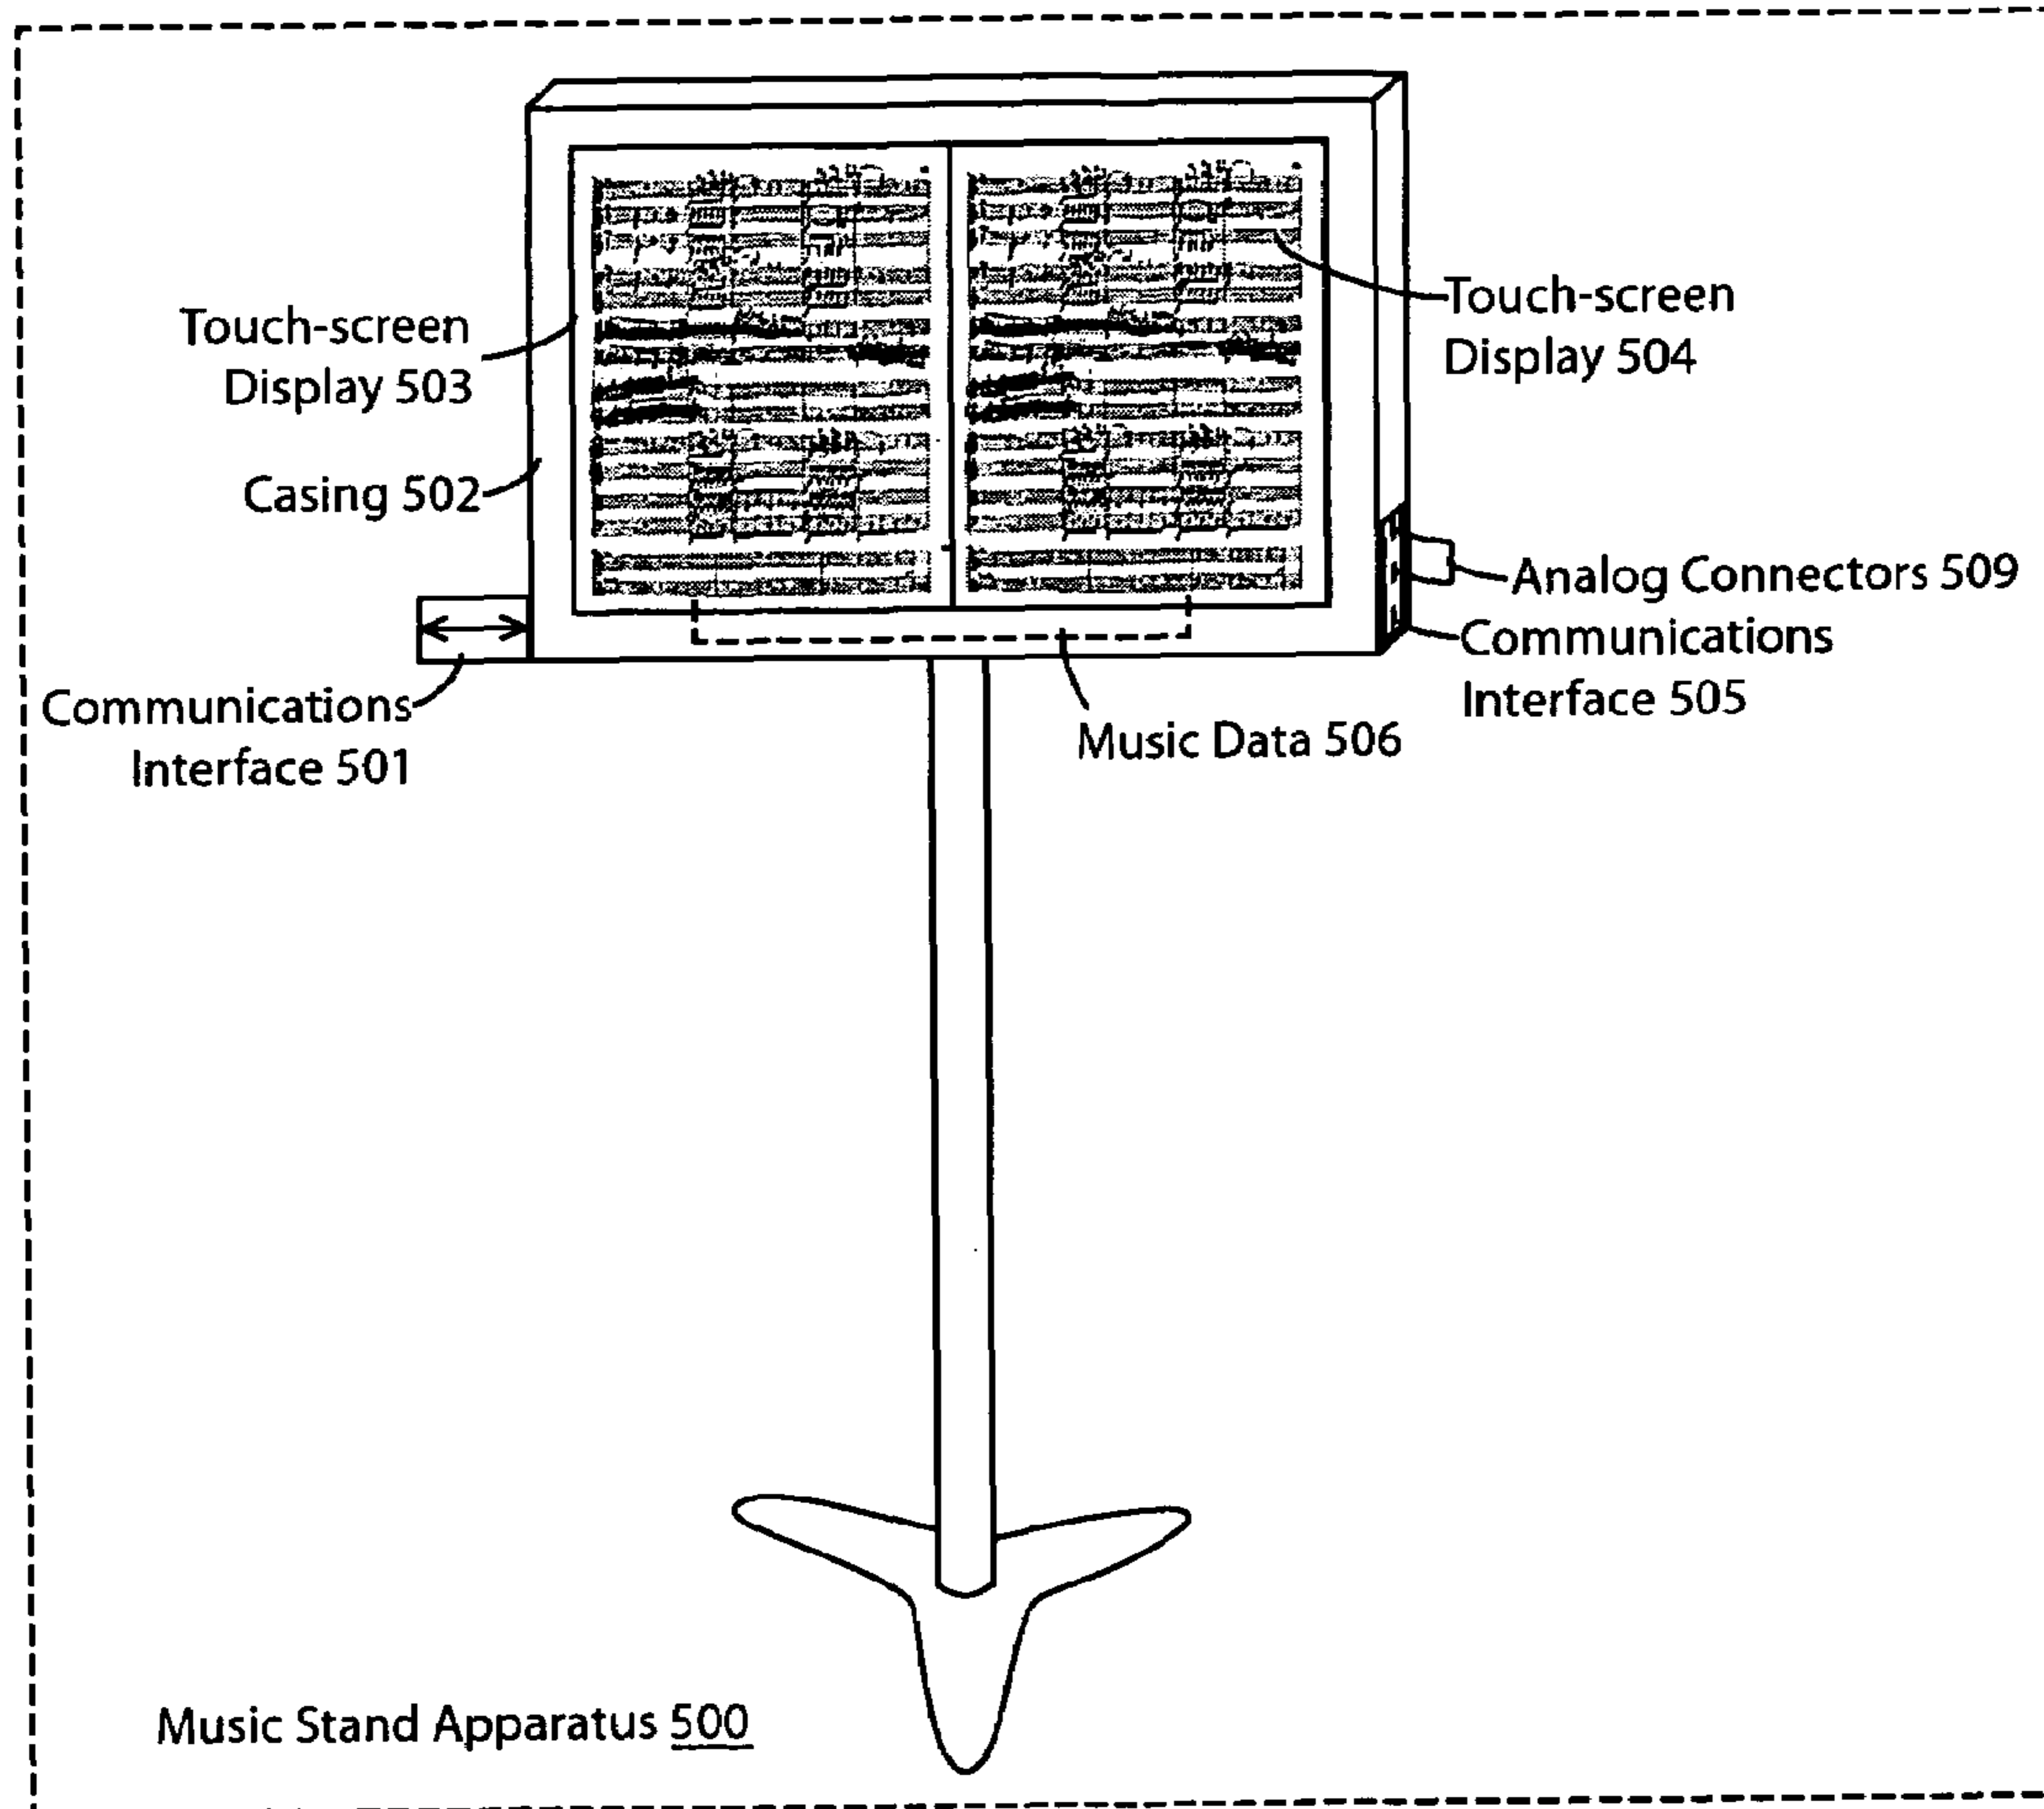 Touch-screen
Display 503
Touch-screen
Display 504
Casing 502
Analog Connectors 509
Communications
Interface 505
Communications
Interface 501
Music Data 506
Music Stand Apparatus 500